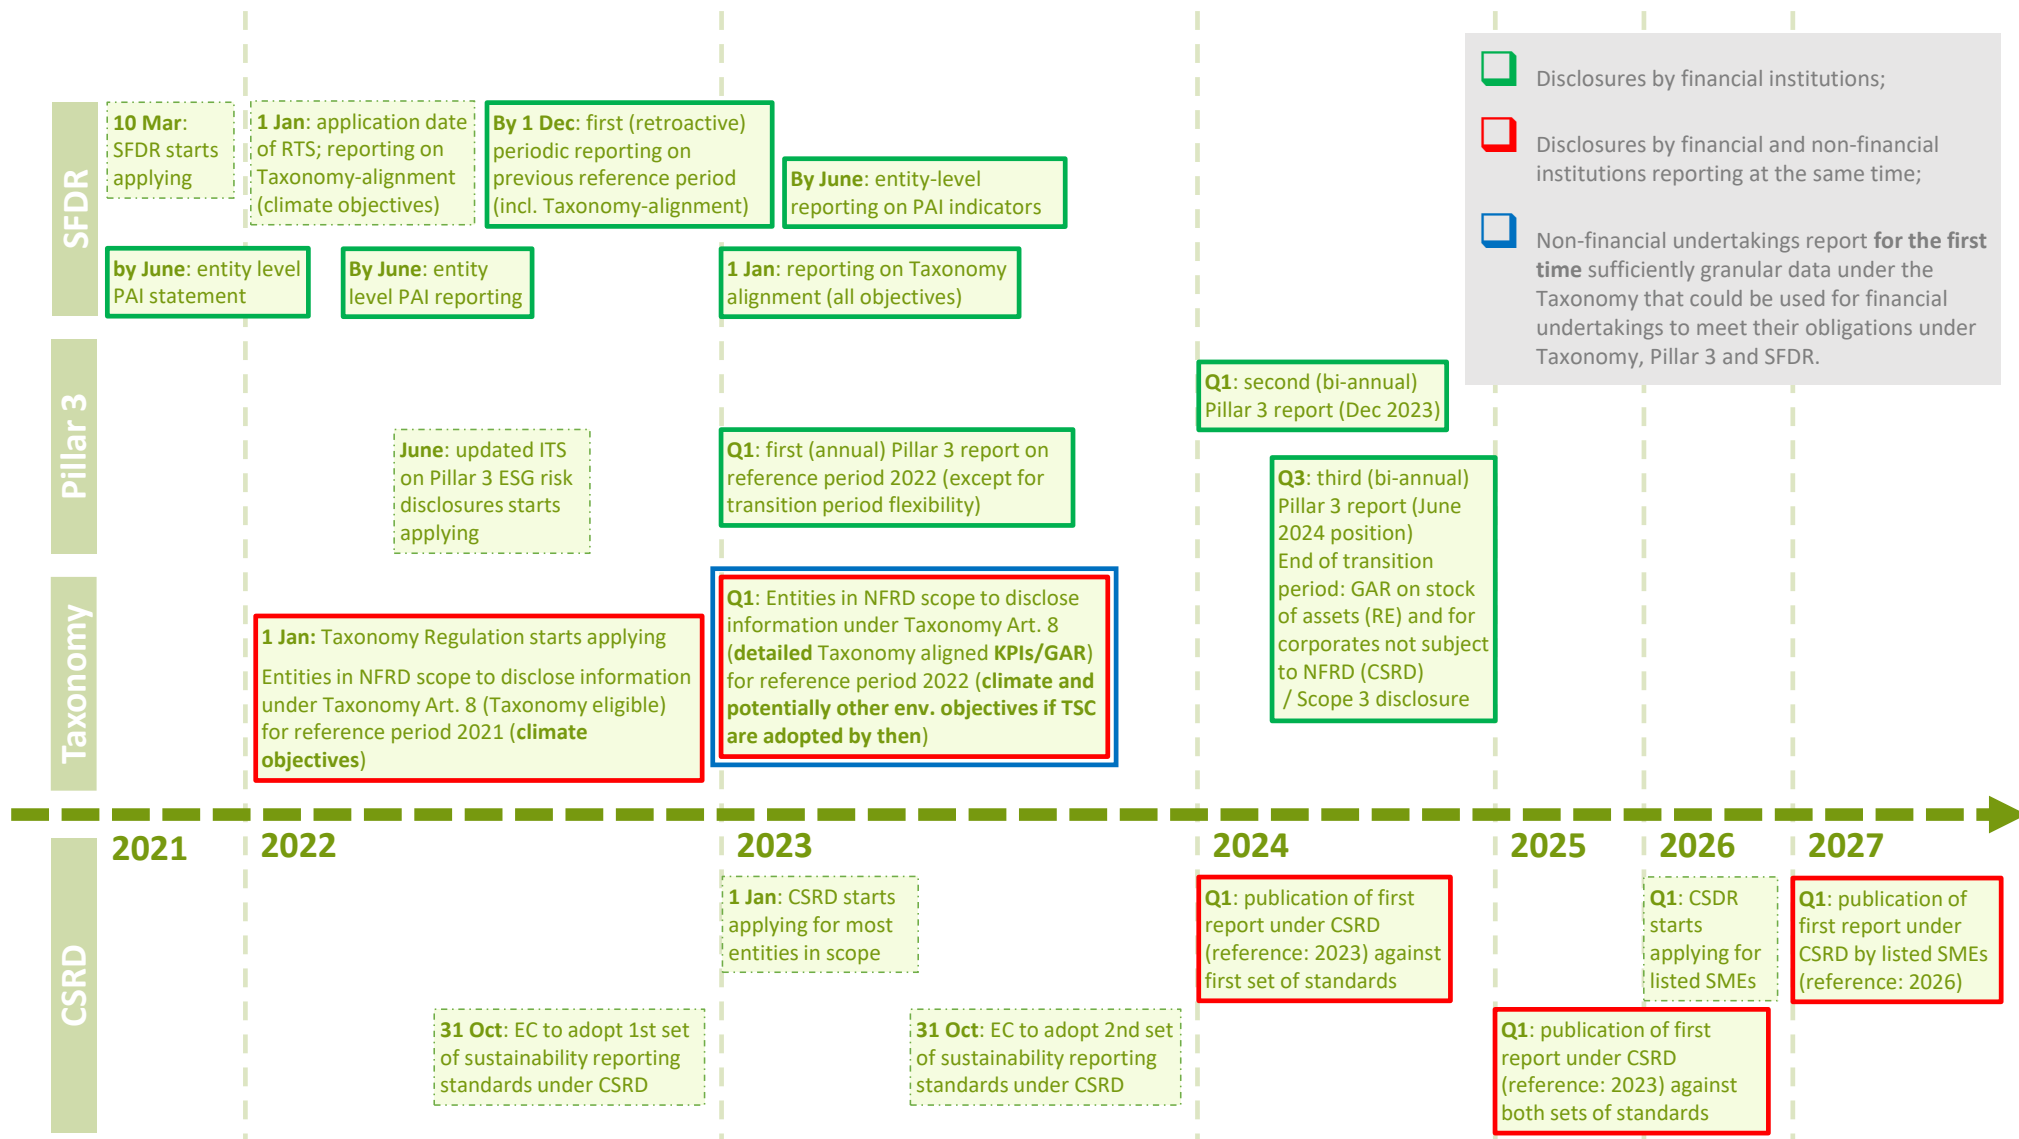 Disclosures by financial institutions;
Disclosures by financial and non-financial
institutions reporting at the same time;
Non-financial undertakings report for the first
time sufficiently granular data under the
Taxonomy that could be used for financial
undertakings to meet their obligations under
Taxonomy, Pillar 3 and SFDR.
SFDR
10 Mar:
SFDR starts
applying
1 Jan: application date
of RTS; reporting on
Taxonomy-alignment
(climate objectives)
By 1 Dec: first (retroactive)
periodic reporting on
previous reference period
(incl. Taxonomy-alignment)
By June: entity-level
reporting on PAI indicators
by June: entity level
PAI statement
By June: entity
level PAI reporting
1 Jan: reporting on Taxonomy
alignment (all objectives)
Pillar 3
June: updated ITS
on Pillar 3 ESG risk
disclosures starts
applying
Q1: first (annual) Pillar 3 report on
reference period 2022 (except for
transition period flexibility)
Q1: second (bi-annual)
Pillar 3 report (Dec 2023)
Q3: third (bi-annual)
Pillar 3 report (June
2024 position)
End of transition
period: GAR on stock
of assets (RE) and for
corporates not subject
to NFRD (CSRD)
/ Scope 3 disclosure
Taxonomy
1 Jan: Taxonomy Regulation starts applying
Entities in NFRD scope to disclose information
under Taxonomy Art. 8 (Taxonomy eligible)
for reference period 2021 (climate
objectives)
Q1: Entities in NFRD scope to disclose
information under Taxonomy Art. 8
(detailed Taxonomy aligned KPIs/GAR)
for reference period 2022 (climate and
potentially other env. objectives if TSC
are adopted by then)
2021
2022
2023
2024
2025
2026
2027
CSRD
1 Jan: CSRD starts
applying for most
entities in scope
Q1: publication of first
report under CSRD
(reference: 2023) against
first set of standards
Q1: CSDR
starts
applying for
listed SMEs
Q1: publication of
first report under
CSRD by listed SMEs
(reference: 2026)
31 Oct: EC to adopt 1st set
of sustainability reporting
standards under CSRD
31 Oct: EC to adopt 2nd set
of sustainability reporting
standards under CSRD
Q1: publication of first
report under CSRD
(reference: 2023) against
both sets of standards